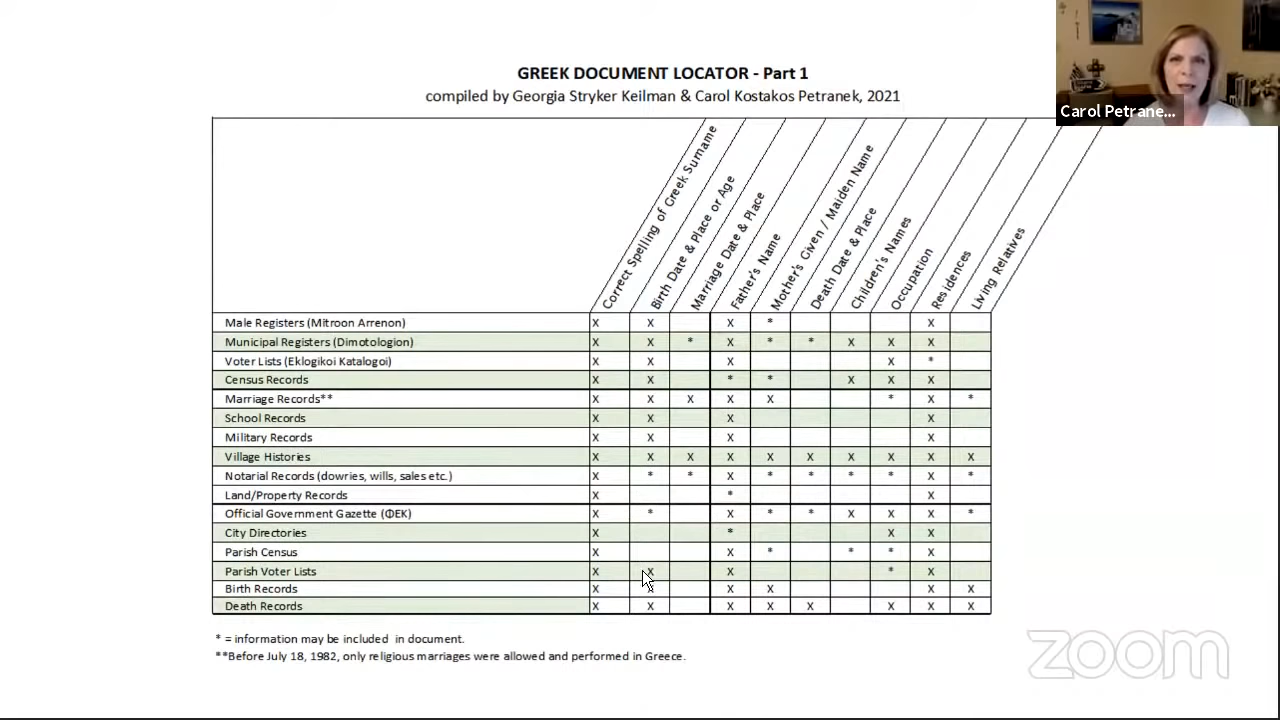 GREEK DOCUMENT LOCATOR - Part 1
compiled by Georgia Stryker Keilman & Carol Kostakos Petranek, 2021
Carol Petrane...
Correct Spelling of Greek Surname
Birth Date & Place or Age
Marriage Date & Place
Father's Name
Mother's Given / Maiden Name
Death Date & Place
Children's Names
Occupation
Residences
Living Relatives
Male Registers (Mitroon Arrenon) X X X * X
Municipal Registers (Dimotologion) X X * X * * X X X
Voter Lists (Eklogikoi Katalogoi) X X X X *
Census Records X X * * X X X
Marriage Records** X X X X X * X *
School Records X X X X
Military Records X X X X
Village Histories X X X X X X X X X X
Notarial Records (dowries, wills, sales etc.) X * * X * * * * X *
Land/Property Records X * X
Official Government Gazette (ΦΕΚ) X * X * * X X X *
City Directories X * X X
Parish Census X X * * * X
Parish Voter Lists X X X * X
Birth Records X X X X X X
Death Records X X X X X X X X
* = information may be included in document.
**Before July 18, 1982, only religious marriages were allowed and performed in Greece.
zoom